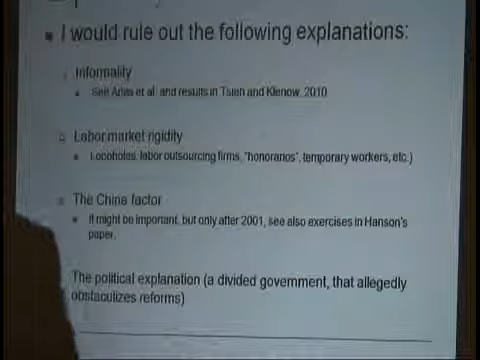 I would rule out the following explanations:
Informality
See Arias et al. and results in Tsieh and Klenow, 2010
Labor market rigidity
Loopholes, labor outsourcing firms, "honorarios", temporary workers, etc.)
The China factor
It might be important, but only after 2001, see also exercises in Hanson's
paper.
The political explanation (a divided government, that allegedly
obstaculizes reforms)